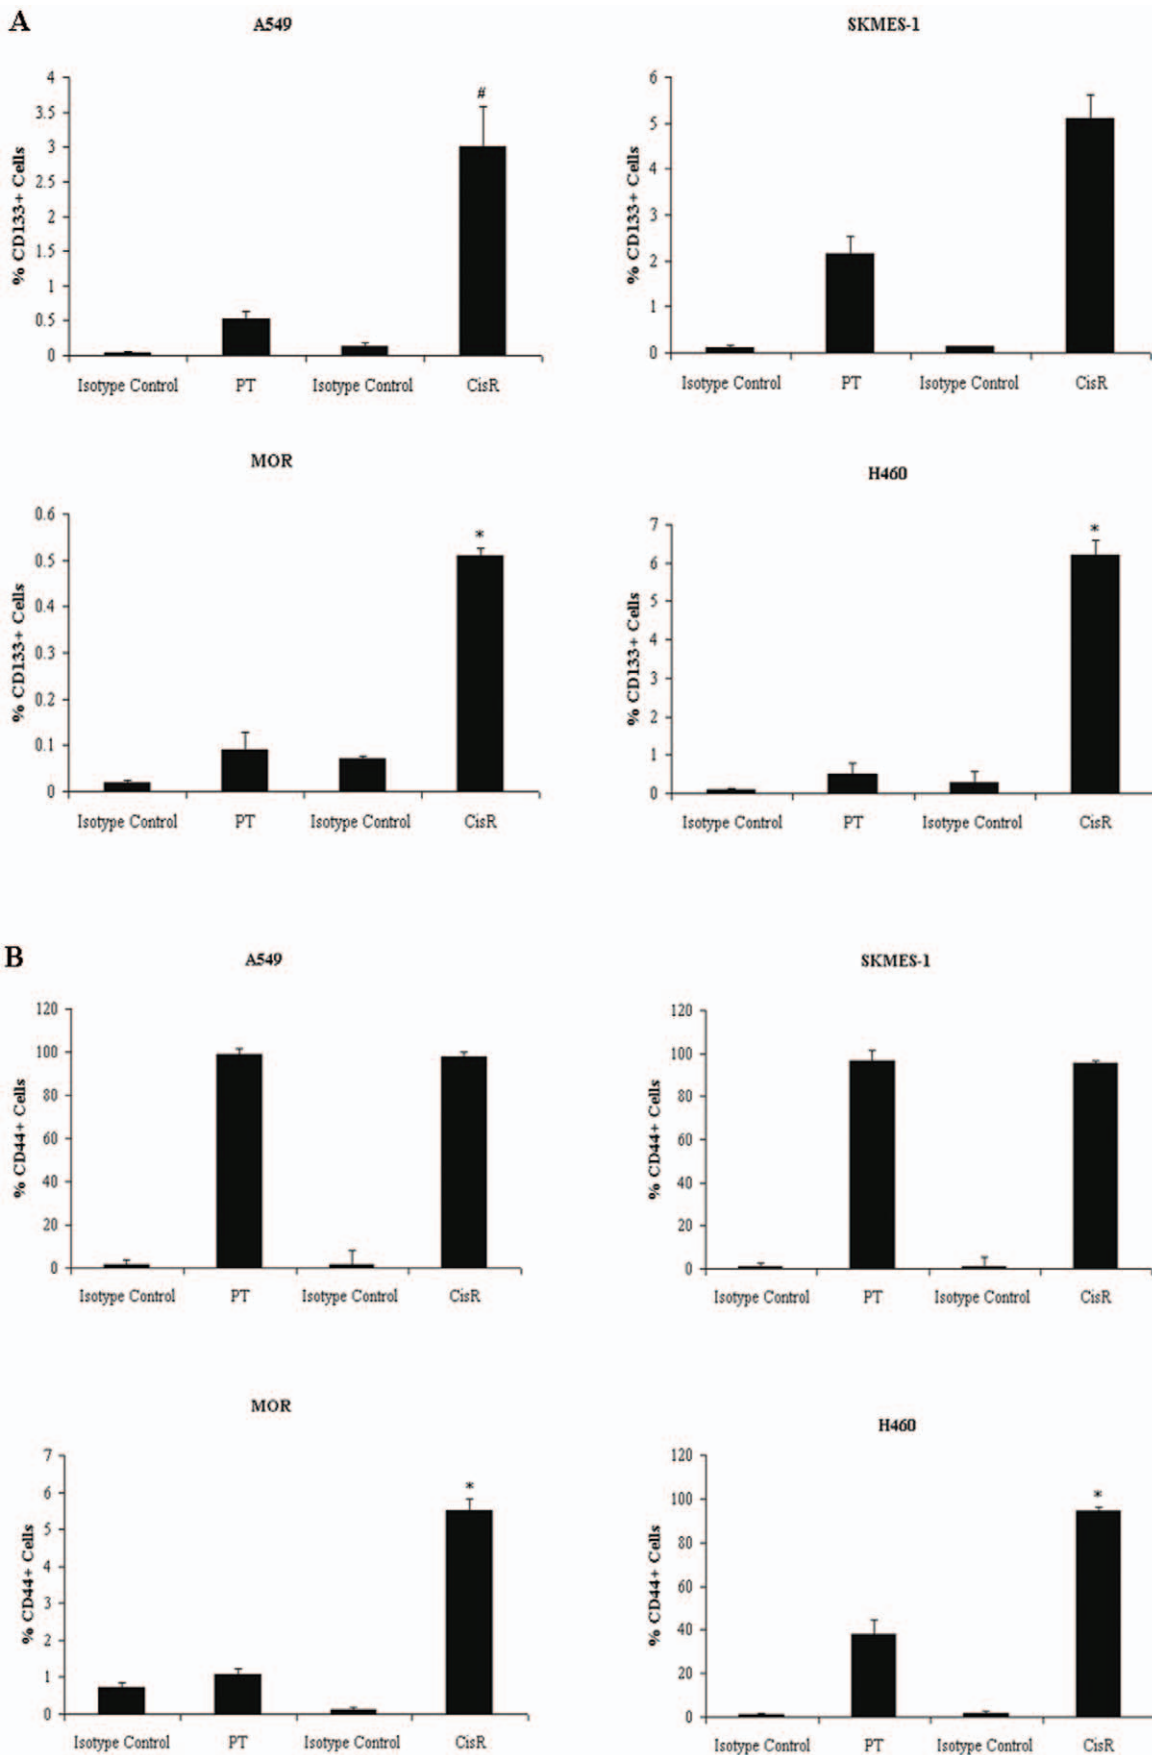 A
A549
SKMES-1
% CD133+ Cells
4
3.5
3
2.5
2
1.5
1
0.5
0
#
Isotype Control PT Isotype Control CisR
% CD133+ Cells
6
5
4
3
2
1
0
Isotype Control PT Isotype Control CisR
MOR
H460
% CD133+ Cells
0.6
0.5
0.4
0.3
0.2
0.1
0
*
Isotype Control PT Isotype Control CisR
% CD133+ Cells
7
6
5
4
3
2
1
0
*
Isotype Control PT Isotype Control CisR
B
A549
SKMES-1
% CD44+ Cells
120
100
80
60
40
20
0
Isotype Control PT Isotype Control CisR
% CD44+ Cells
120
100
80
60
40
20
0
Isotype Control PT Isotype Control CisR
MOR
H460
% CD44+ Cells
7
6
5
4
3
2
1
0
*
Isotype Control PT Isotype Control CisR
% CD44+ Cells
120
100
80
60
40
20
0
*
Isotype Control PT Isotype Control CisR